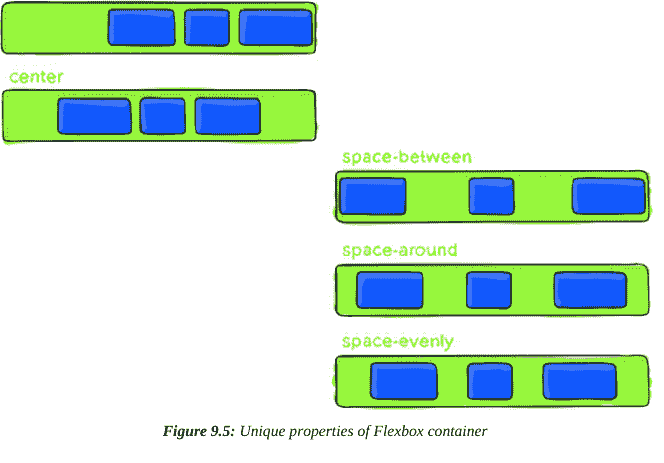 center
space-between
space-around
space-evenly
Figure 9.5: Unique properties of Flexbox container